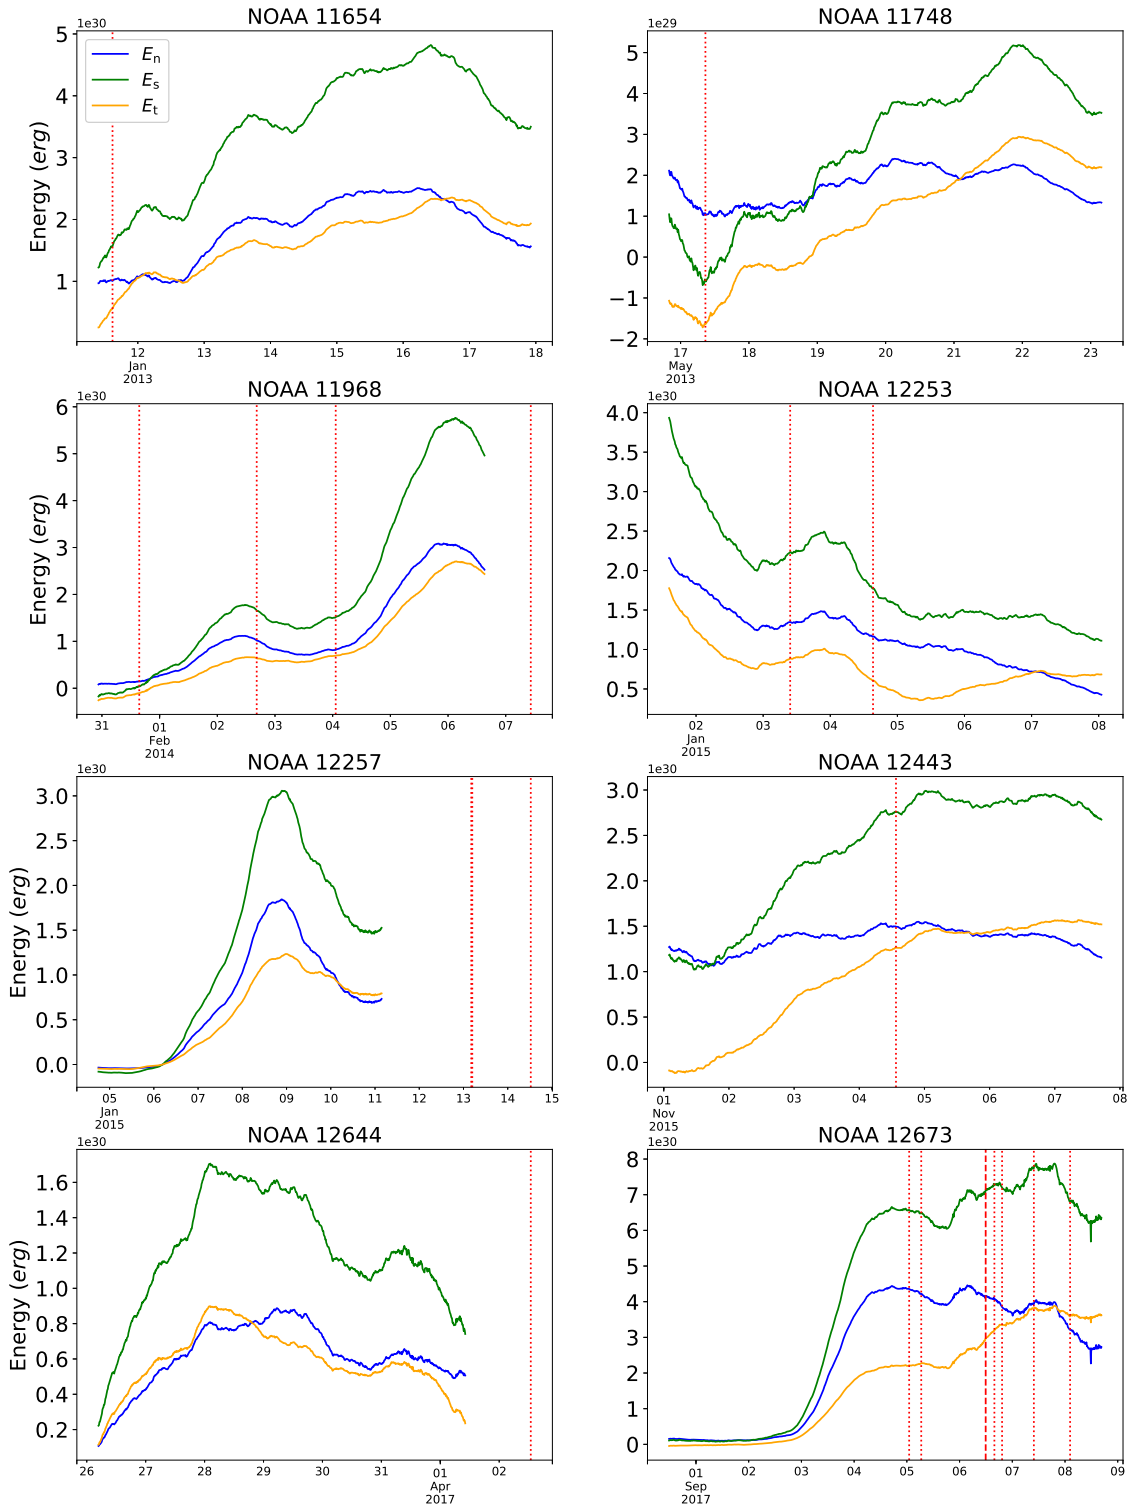 NOAA 11654
1e30
5
4
3
2
1
Energy (erg)
En
Es
Et
12 13 14 15 16 17 18
Jan
2013
NOAA 11748
1e29
5
4
3
2
1
0
−1
−2
17 18 19 20 21 22 23
May
2013
NOAA 11968
1e30
6
5
4
3
2
1
0
Energy (erg)
31 01 02 03 04 05 06 07
Feb
2014
NOAA 12253
1e30
4.0
3.5
3.0
2.5
2.0
1.5
1.0
0.5
02 03 04 05 06 07 08
Jan
2015
NOAA 12257
1e30
3.0
2.5
2.0
1.5
1.0
0.5
0.0
Energy (erg)
05 06 07 08 09 10 11 12 13 14 15
Jan
2015
NOAA 12443
1e30
3.0
2.5
2.0
1.5
1.0
0.5
0.0
01 02 03 04 05 06 07 08
Nov
2015
NOAA 12644
1e30
1.6
1.4
1.2
1.0
0.8
0.6
0.4
0.2
Energy (erg)
26 27 28 29 30 31 01 02
Apr
2017
NOAA 12673
1e30
8
7
6
5
4
3
2
1
0
01 02 03 04 05 06 07 08 09
Sep
2017